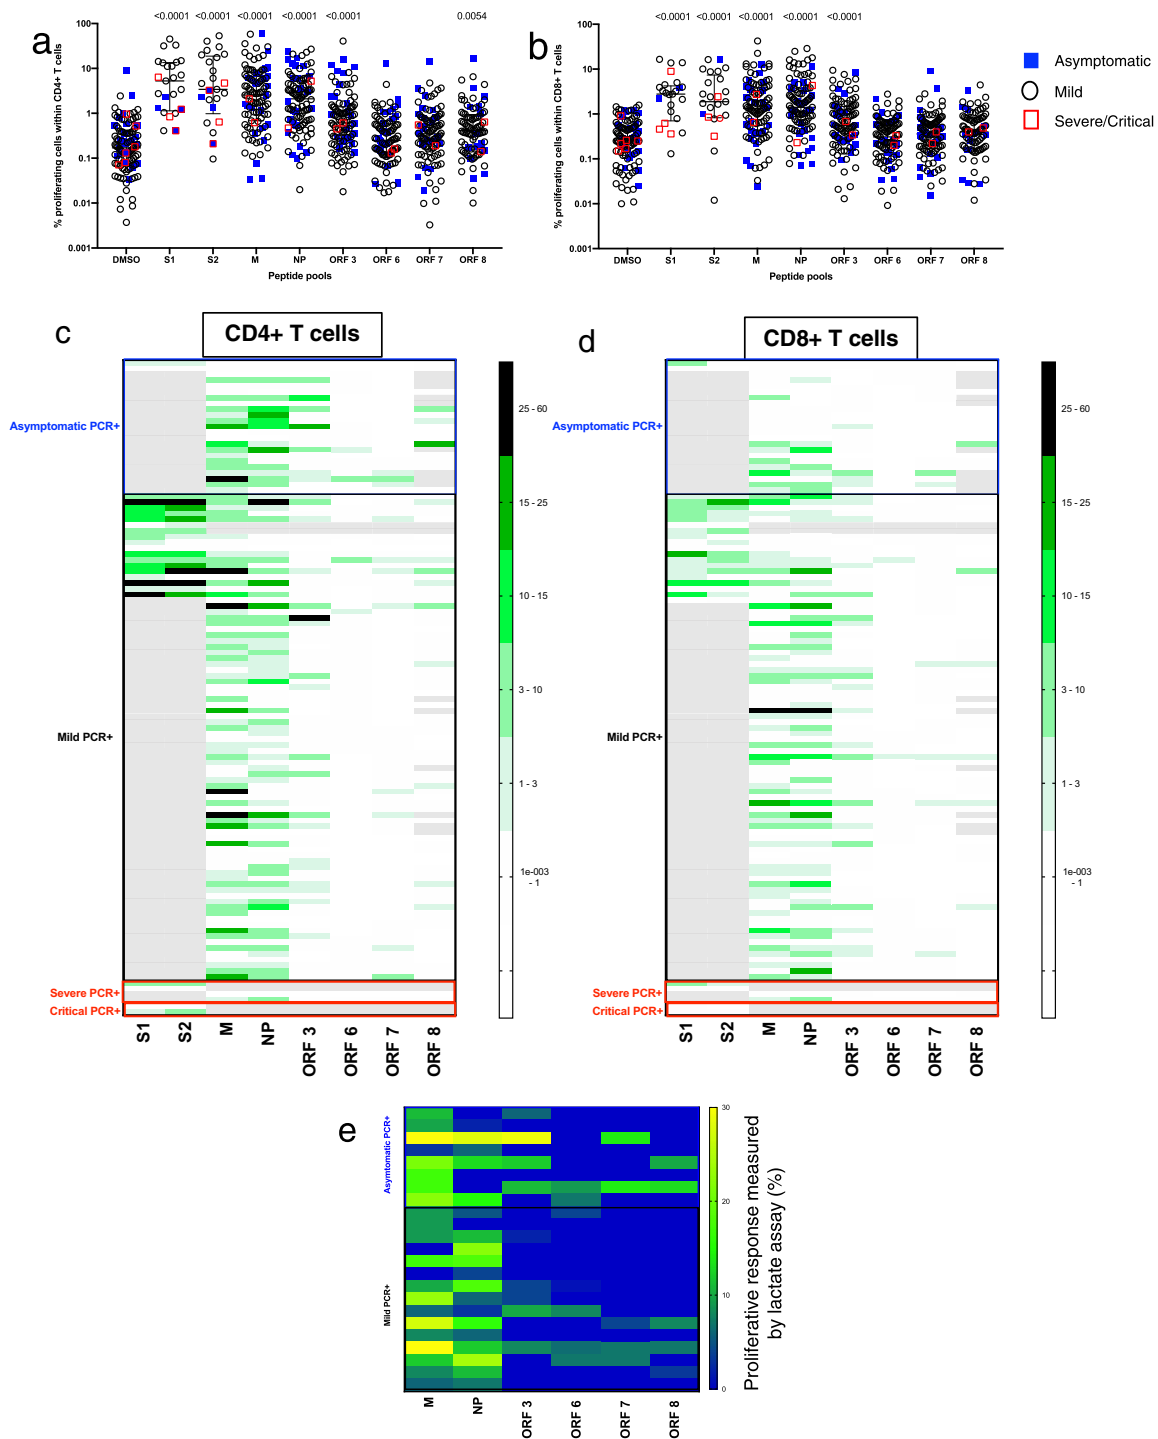 a
<0.0001 <0.0001 <0.0001 <0.0001 <0.0001 0.0054
% proliferating cells within CD4+ T cells
100
10
1
0.1
0.01
0.001
DMSO S1 S2 M NP ORF 3 ORF 6 ORF 7 ORF 8
Peptide pools
b
<0.0001 <0.0001 <0.0001 <0.0001 <0.0001
% proliferating cells within CD8+ T cells
100
10
1
0.1
0.01
0.001
DMSO S1 S2 M NP ORF 3 ORF 6 ORF 7 ORF 8
Peptide pools
Asymptomatic
Mild
Severe/Critical
c
CD4+ T cells
Asymptomatic PCR+
Mild PCR+
Severe PCR+
Critical PCR+
S1 S2 M NP ORF 3 ORF 6 ORF 7 ORF 8
25 - 60
15 - 25
10 - 15
3 - 10
1 - 3
1e-003
- 1
d
CD8+ T cells
Asymptomatic PCR+
Mild PCR+
Severe PCR+
Critical PCR+
S1 S2 M NP ORF 3 ORF 6 ORF 7 ORF 8
25 - 60
15 - 25
10 - 15
3 - 10
1 - 3
1e-003
- 1
e
Asymtomatic PCR+
Mild PCR+
M NP ORF 3 ORF 6 ORF 7 ORF 8
30
20
10
0
Proliferative response measured
by lactate assay (%)